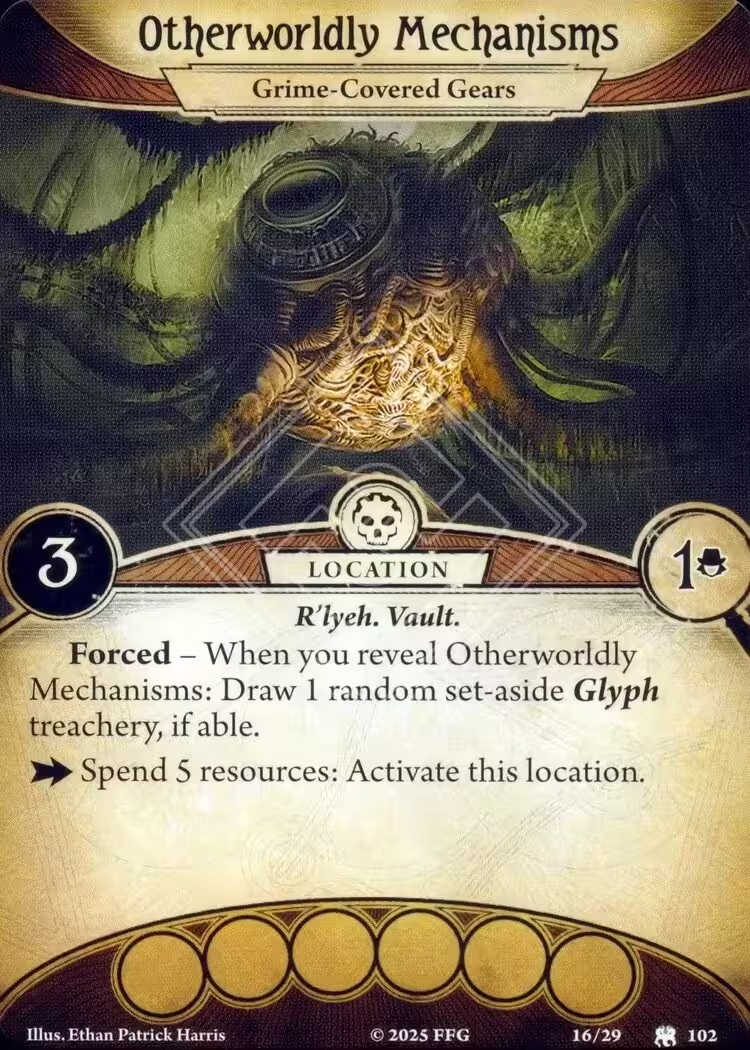 Otherworldly Mechanisms
Grime-Covered Gears
3
LOCATION
1
R'lyeh. Vault.
Forced – When you reveal Otherworldly
Mechanisms: Draw 1 random set-aside Glyph
treachery, if able.
Spend 5 resources: Activate this location.
Illus. Ethan Patrick Harris
© 2025 FFG
16/29
102